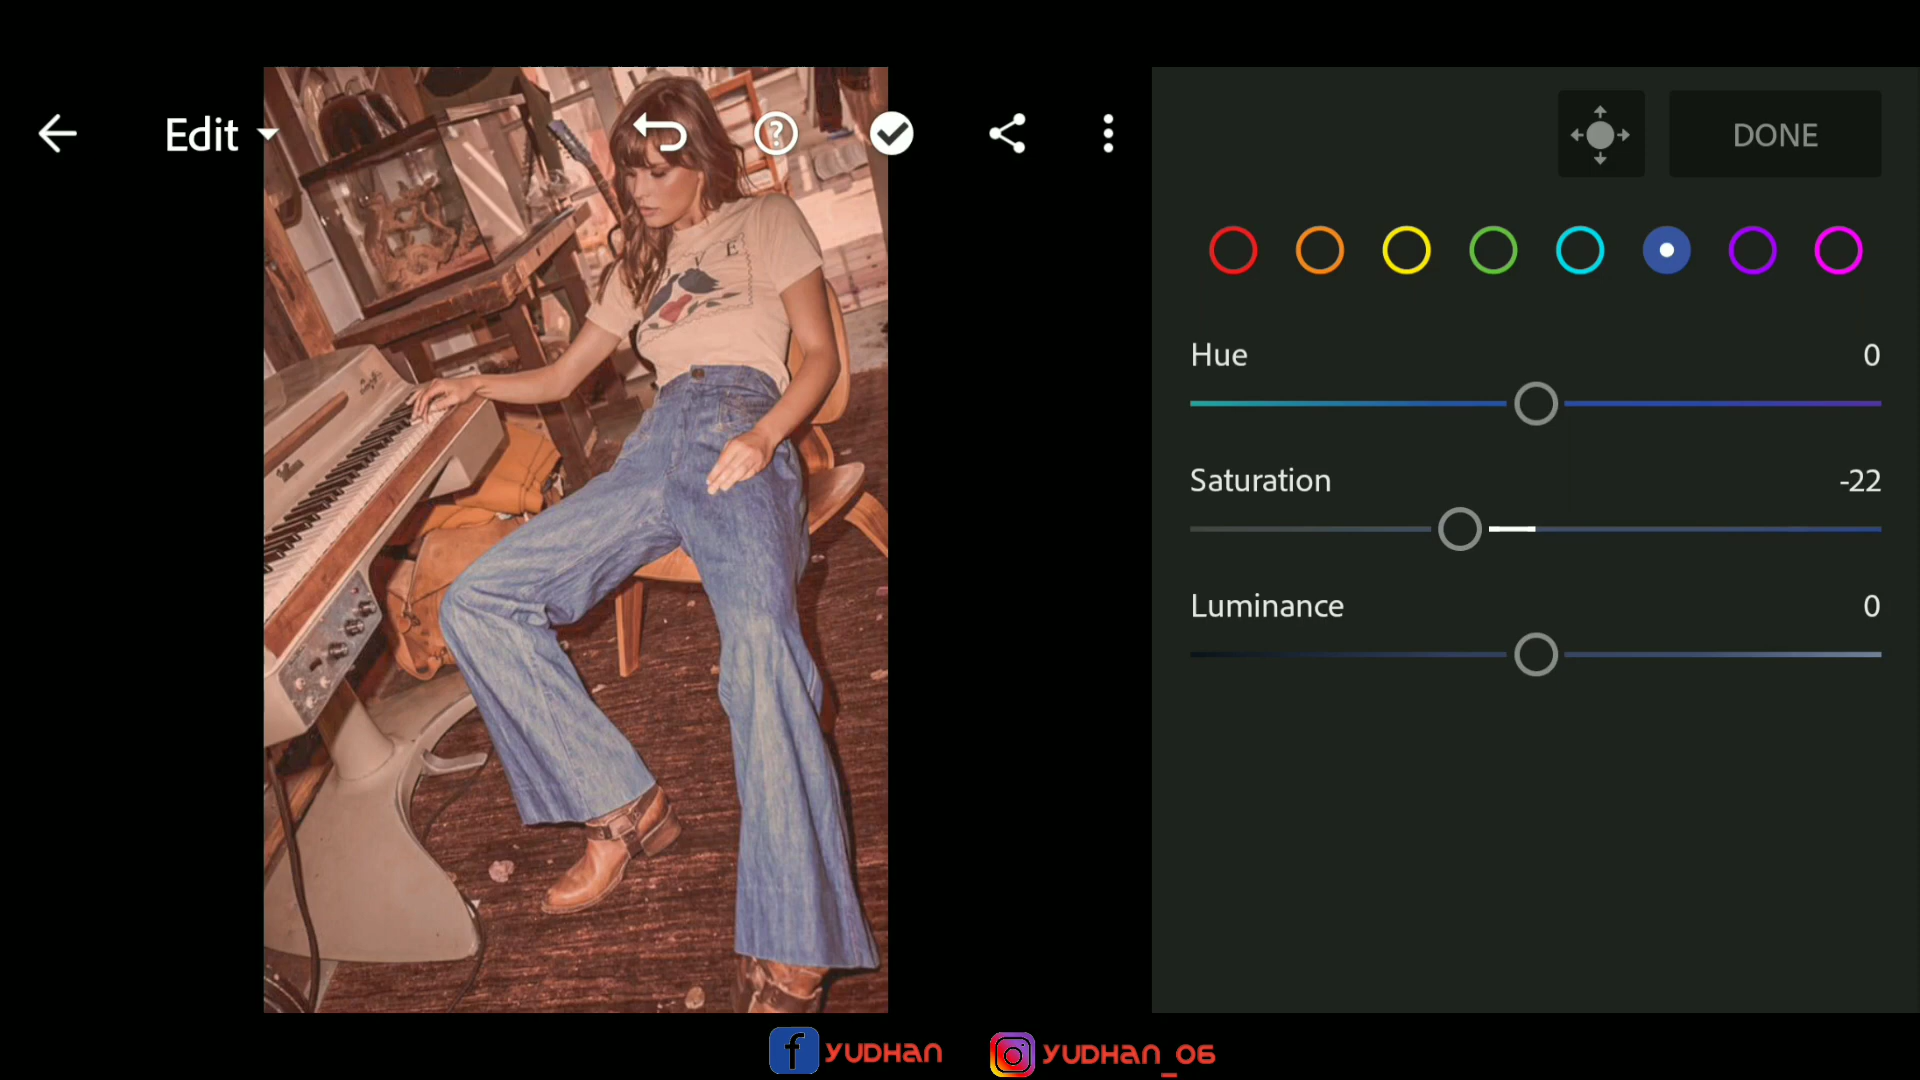 Edit
DONE
Hue 0
Saturation -22
Luminance 0
YUDHAN
YUDHAN_06